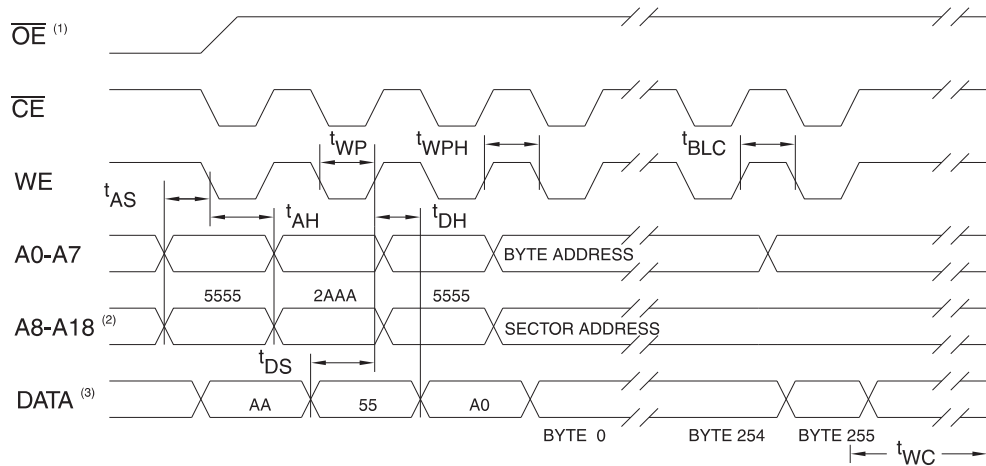 OE (1)
CE
tWP
tWPH
tBLC
WE
tAS
tAH
tDH
A0-A7
BYTE ADDRESS
5555
2AAA
5555
A8-A18 (2)
SECTOR ADDRESS
tDS
DATA (3)
AA
55
A0
BYTE 0
BYTE 254
BYTE 255
tWC